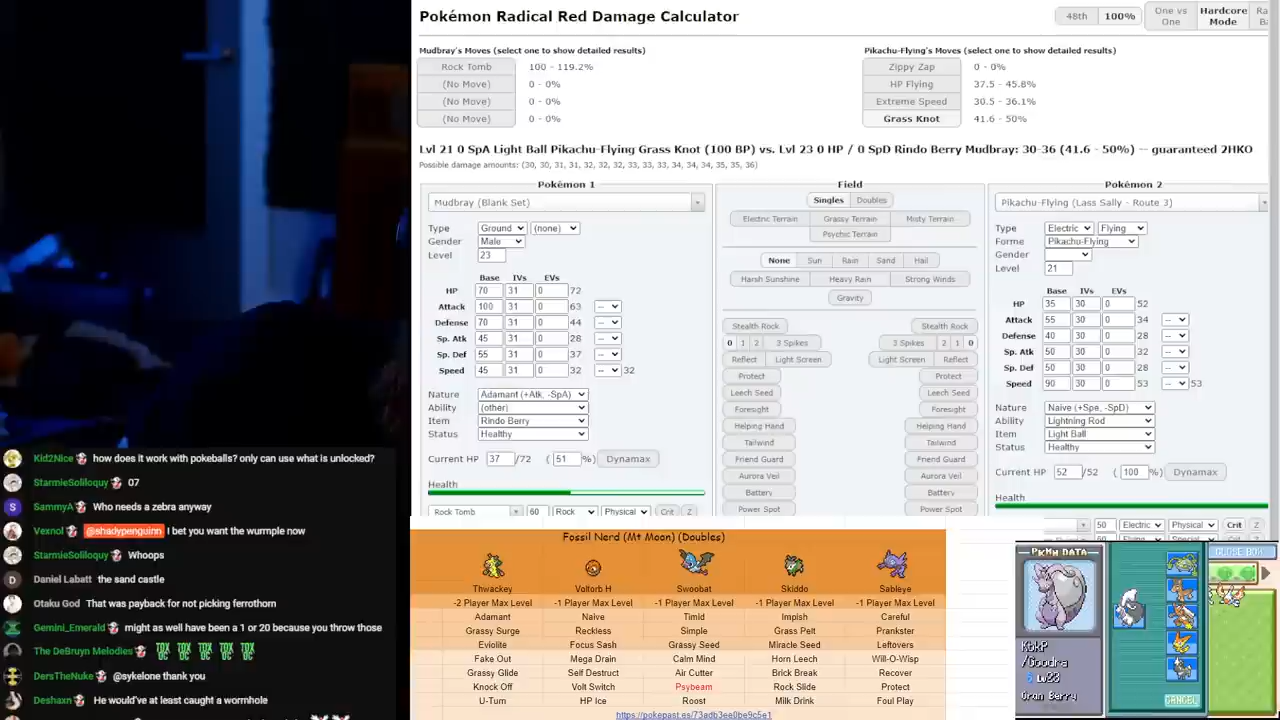 Pokémon Radical Red Damage Calculator
48th 100%
One vs One
Hardcore Mode
Mudbray's Moves (select one to show detailed results)
Rock Tomb 100 - 119.2%
(No Move) 0 - 0%
(No Move) 0 - 0%
(No Move) 0 - 0%
Pikachu-Flying's Moves (select one to show detailed results)
Zippy Zap 0 - 0%
HP Flying 37.5 - 45.8%
Extreme Speed 30.5 - 36.1%
Grass Knot 41.6 - 50%
Lvl 21 0 SpA Light Ball Pikachu-Flying Grass Knot (100 BP) vs. Lvl 23 0 HP / 0 SpD Rindo Berry Mudbray: 30-36 (41.6 - 50%) -- guaranteed 2HKO
Possible damage amounts: (30, 30, 31, 31, 32, 32, 32, 33, 33, 33, 34, 34, 34, 35, 35, 36)
Pokémon 1
Mudbray (Blank Set)
Type Ground (none)
Gender Male
Level 23
Base IVs EVs
HP 70 31 0 72
Attack 100 31 0 63 --
Defense 70 31 0 44 --
Sp. Atk 45 31 0 28 --
Sp. Def 55 31 0 37 --
Speed 45 31 0 32 -- 32
Nature Adamant (+Atk, -SpA)
Ability (other)
Item Rindo Berry
Status Healthy
Current HP 37 /72 ( 51 %) Dynamax
Health
Rock Tomb 60 Rock Physical Crit Z
Field
Singles Doubles
Electric Terrain Grassy Terrain Misty Terrain
Psychic Terrain
None Sun Rain Sand Hail
Harsh Sunshine Heavy Rain Strong Winds
Gravity
Stealth Rock Stealth Rock
0 1 2 3 Spikes 3 Spikes 2 1 0
Reflect Light Screen Light Screen Reflect
Protect Protect
Leech Seed Leech Seed
Foresight Foresight
Helping Hand Helping Hand
Tailwind Tailwind
Friend Guard Friend Guard
Aurora Veil Aurora Veil
Battery Battery
Power Spot Power Spot
Pokémon 2
Pikachu-Flying (Lass Sally - Route 3)
Type Electric Flying
Forme Pikachu-Flying
Gender
Level 21
Base IVs EVs
HP 35 30 0 52
Attack 55 30 0 34 --
Defense 40 30 0 28 --
Sp. Atk 50 30 0 32 --
Sp. Def 50 30 0 28 --
Speed 90 30 0 53 -- 53
Nature Naive (+Spe, -SpD)
Ability Lightning Rod
Item Light Ball
Status Healthy
Current HP 52 /52 ( 100 %) Dynamax
Health
50 Electric Physical Crit Z
Kid2Nice how does it work with pokeballs? only can use what is unlocked?
StarmieSoliloquy 07
SammyA Who needs a zebra anyway
Vexnol @shadypenguinn I bet you want the wurmple now
StarmieSoliloquy Whoops
Daniel Labatt the sand castle
Otaku God That was payback for not picking ferrothorn
Gemini_Emerald might as well have been a 1 or 20 because you throw those
The DeBruyn Melodies
DersTheNuke @sykelone thank you
Deshaxn He would've at least caught a wormhole
Fossil Nerd (Mt Moon) (Doubles)
Thwackey Voltorb H Swoobat Skiddo Sableye
-2 Player Max Level -1 Player Max Level -1 Player Max Level -1 Player Max Level -1 Player Max Level
Adamant Naive Timid Impish Careful
Grassy Surge Reckless Simple Grass Pelt Prankster
Eviolite Focus Sash Grassy Seed Miracle Seed Leftovers
Fake Out Mega Drain Calm Mind Horn Leech Will-O-Wisp
Grassy Glide Self Destruct Air Cutter Brick Break Recover
Knock Off Volt Switch Psybeam Rock Slide Protect
U-Turn HP Ice Roost Milk Drink Foul Play
https://pokepast.es/73adb3ee0be9c5e1
PKMN DATA
/Goodra
Lv23
Oran Berry
CANCEL
CLOSE BOX